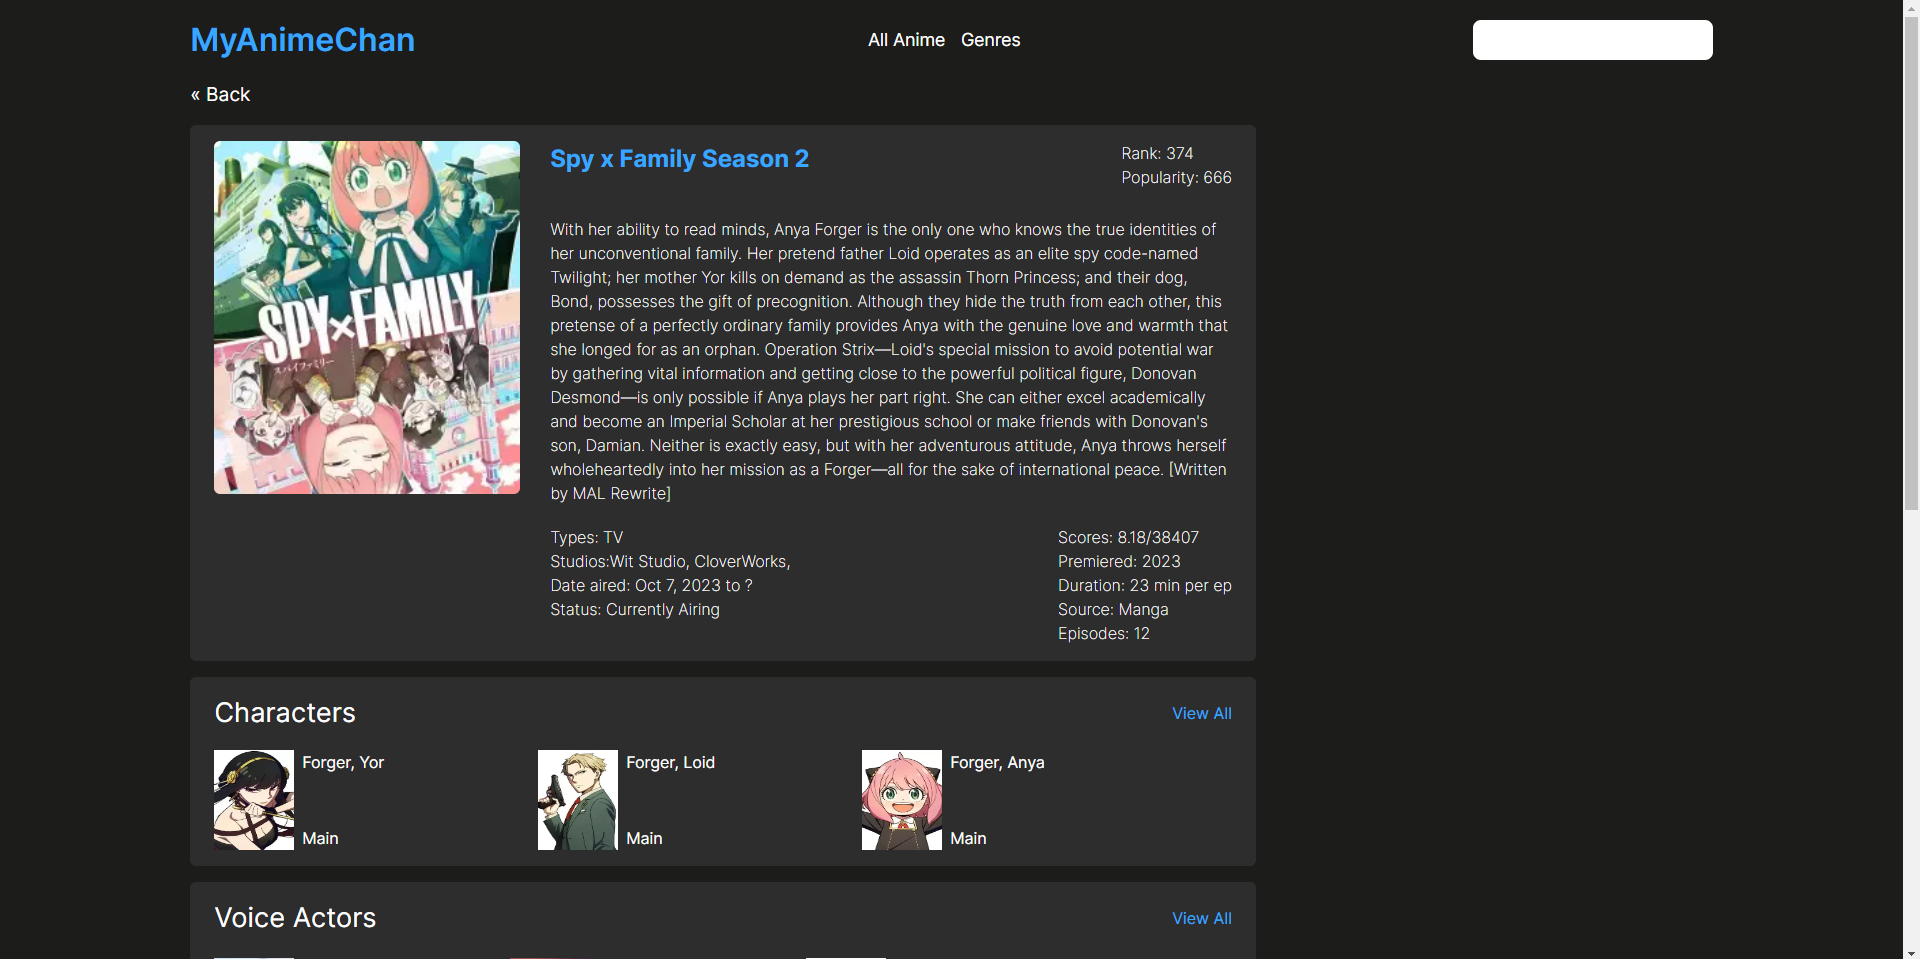 MyAnimeChan
All Anime
Genres
« Back
SPY×FAMILY
スパイファミリー
Spy x Family Season 2
Rank: 374
Popularity: 666
With her ability to read minds, Anya Forger is the only one who knows the true identities of
her unconventional family. Her pretend father Loid operates as an elite spy code-named
Twilight; her mother Yor kills on demand as the assassin Thorn Princess; and their dog,
Bond, possesses the gift of precognition. Although they hide the truth from each other, this
pretense of a perfectly ordinary family provides Anya with the genuine love and warmth that
she longed for as an orphan. Operation Strix—Loid's special mission to avoid potential war
by gathering vital information and getting close to the powerful political figure, Donovan
Desmond—is only possible if Anya plays her part right. She can either excel academically
and become an Imperial Scholar at her prestigious school or make friends with Donovan's
son, Damian. Neither is exactly easy, but with her adventurous attitude, Anya throws herself
wholeheartedly into her mission as a Forger—all for the sake of international peace. [Written
by MAL Rewrite]
Types: TV
Studios:Wit Studio, CloverWorks,
Date aired: Oct 7, 2023 to ?
Status: Currently Airing
Scores: 8.18/38407
Premiered: 2023
Duration: 23 min per ep
Source: Manga
Episodes: 12
Characters
View All
Forger, Yor
Main
Forger, Loid
Main
Forger, Anya
Main
Voice Actors
View All